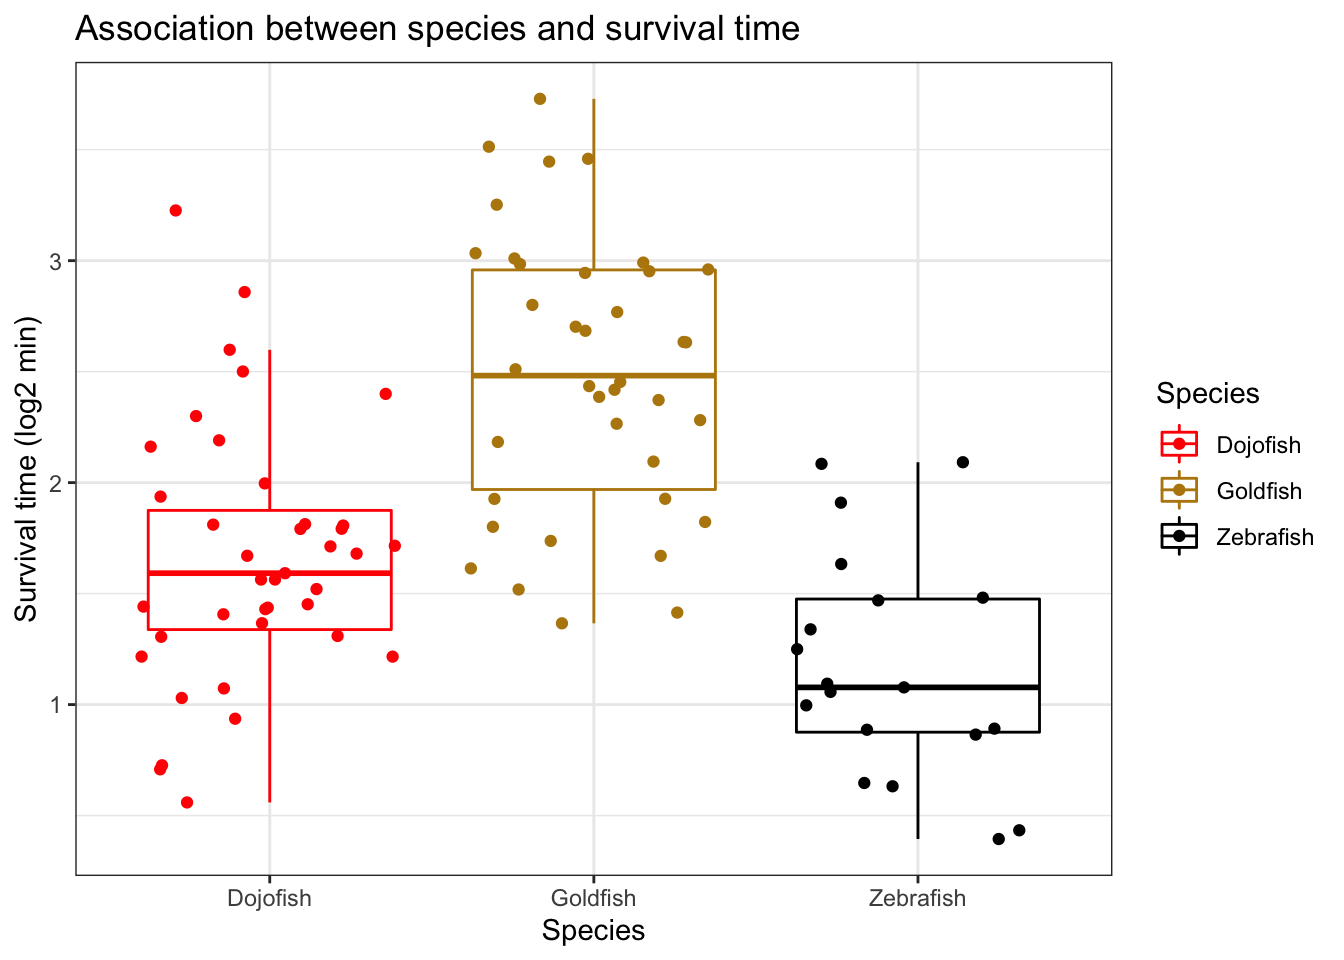 Association between species and survival time
Survival time (log2 min)
3
2
1
Dojofish
Goldfish
Zebrafish
Species
Species
Dojofish
Goldfish
Zebrafish